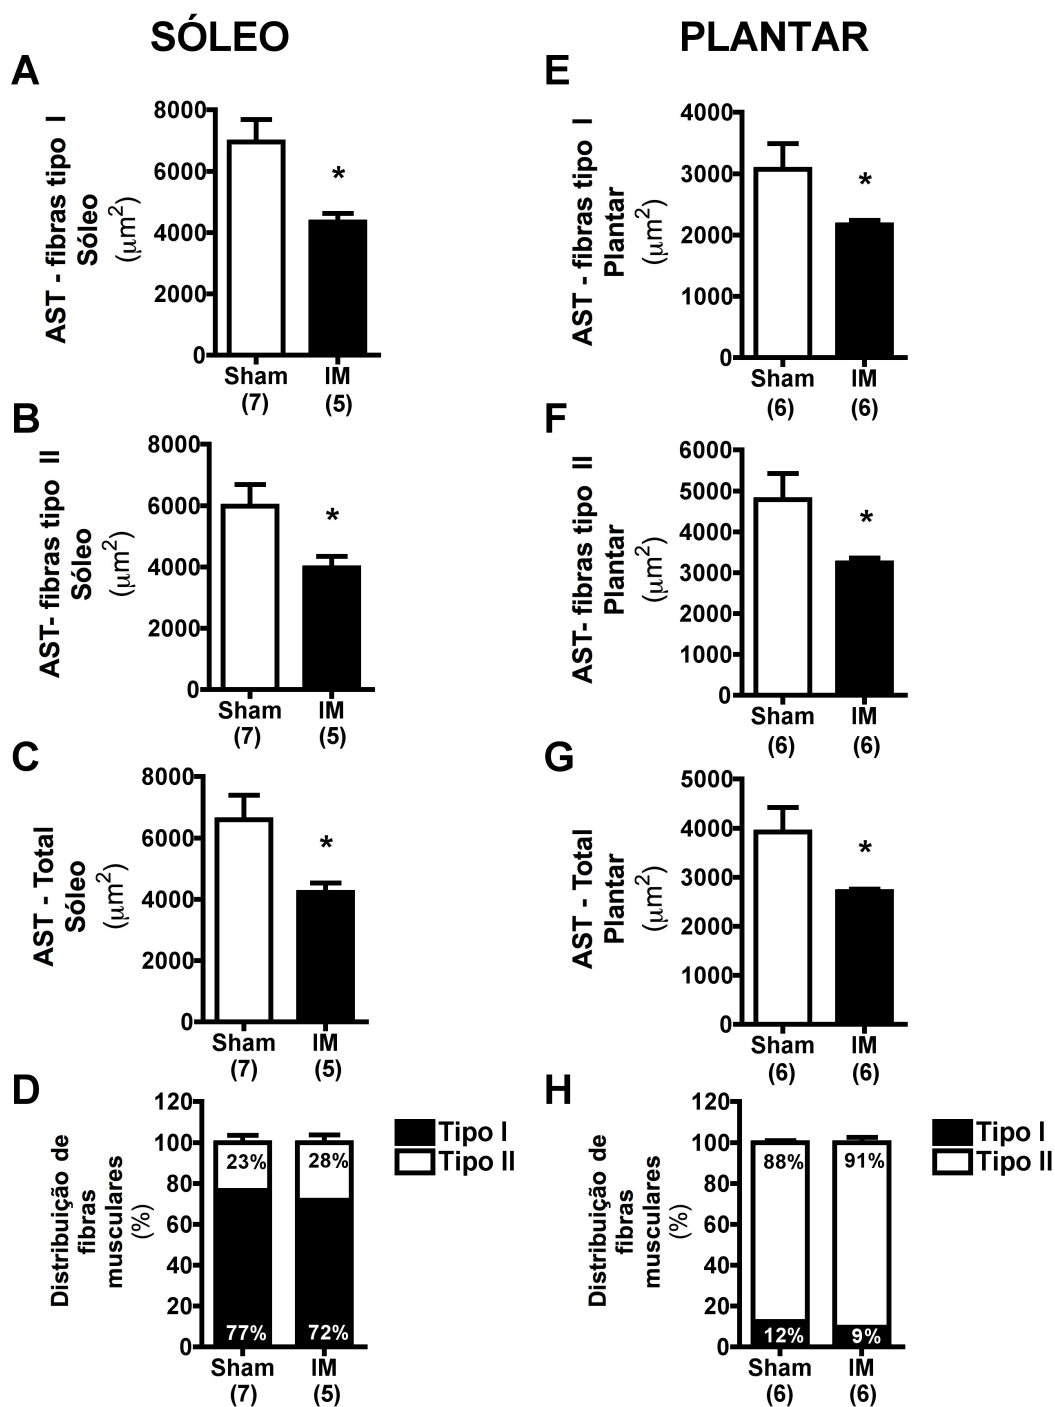 SÓLEO
PLANTAR
A
AST - fibras tipo I
Sóleo
(μm²)
8000
6000
4000
2000
0
*
Sham
IM
(7)
(5)
E
AST - fibras tipo I
Plantar
(μm²)
4000
3000
2000
1000
0
*
Sham
IM
(6)
(6)
B
AST- fibras tipo II
Sóleo
(μm²)
8000
6000
4000
2000
0
*
Sham
IM
(7)
(5)
F
AST- fibras tipo II
Plantar
(μm²)
6000
5000
4000
3000
2000
1000
0
*
Sham
IM
(6)
(6)
C
AST - Total
Sóleo
(μm²)
8000
6000
4000
2000
0
*
Sham
IM
(7)
(5)
G
AST - Total
Plantar
(μm²)
5000
4000
3000
2000
1000
0
*
Sham
IM
(6)
(6)
D
Distribuição de
fibras
musculares
(%)
120
100
80
60
40
20
0
23%
28%
77%
72%
Sham
IM
(7)
(5)
Tipo I
Tipo II
H
Distribuição de
fibras
musculares
(%)
120
100
80
60
40
20
0
88%
91%
12%
9%
Sham
IM
(6)
(6)
Tipo I
Tipo II